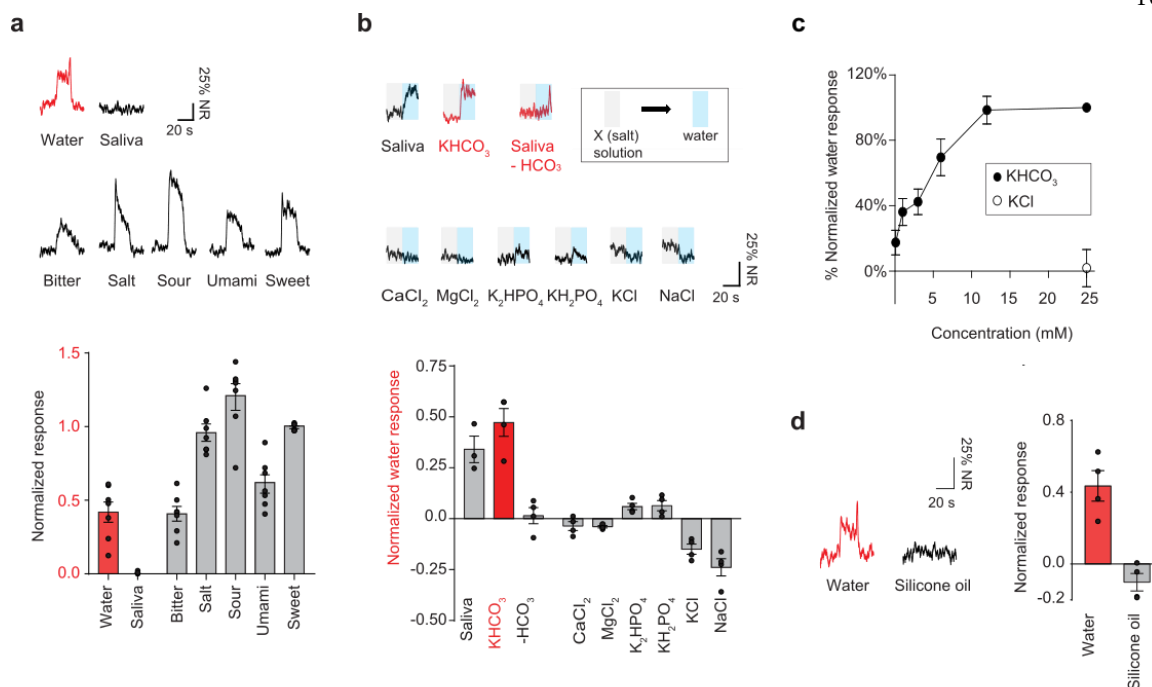 a
25% NR
20 s
Water
Saliva
Bitter
Salt
Sour
Umami
Sweet
Normalized response
1.5
1.0
0.5
0.0
Water
Saliva
Bitter
Salt
Sour
Umami
Sweet
b
Saliva
KHCO3
Saliva
- HCO3
X (salt)
solution
water
25% NR
20 s
CaCl2
MgCl2
K2HPO4
KH2PO4
KCl
NaCl
Normalized water response
0.75
0.50
0.25
0.0
-0.25
-0.50
Saliva
KHCO3
-HCO3
CaCl2
MgCl2
K2HPO4
KH2PO4
KCl
NaCl
c
% Normalized water response
120%
80%
40%
0%
KHCO3
KCl
5
10
15
20
25
Concentration (mM)
d
25% NR
20 s
Water
Silicone oil
Normalized response
0.8
0.4
0.0
-0.2
Water
Silicone oil